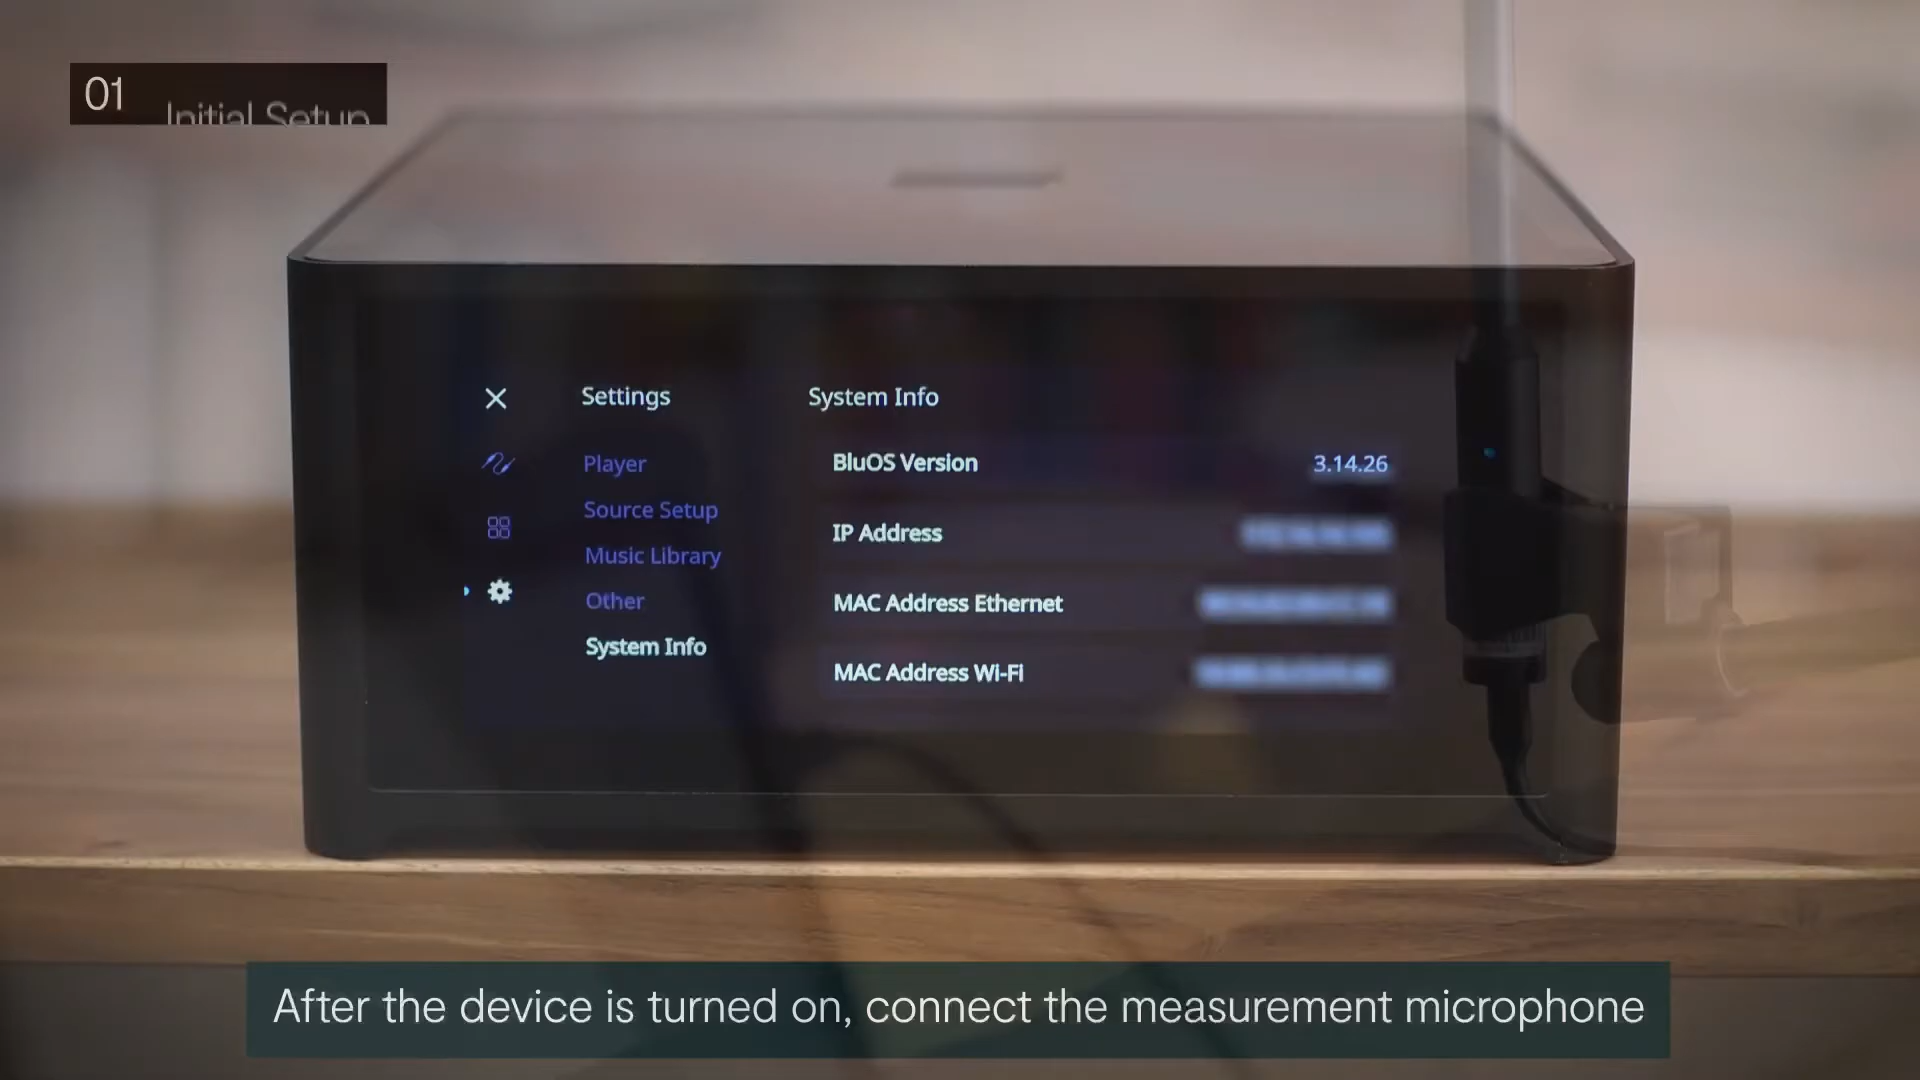 01
Initial Setup
Settings
System Info
Player
BluOS Version
3.14.26
Source Setup
IP Address
Music Library
MAC Address Ethernet
Other
System Info
MAC Address Wi-Fi
After the device is turned on, connect the measurement microphone